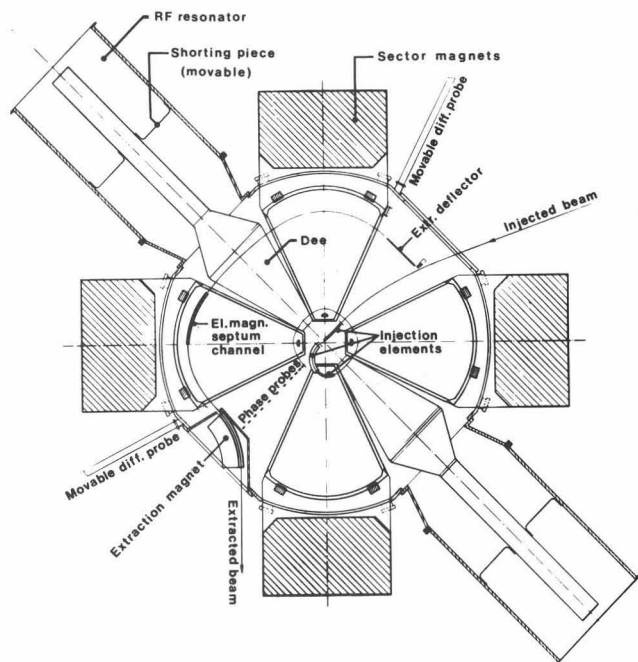 RF resonator
Shorting piece
(movable)
Sector magnets
Movable diff. probe
Extr. deflector
Injected beam
Dee
El.magn.
septum
channel
Injection
elements
Phase probes
Movable diff. probe
Extraction magnet
Extracted beam